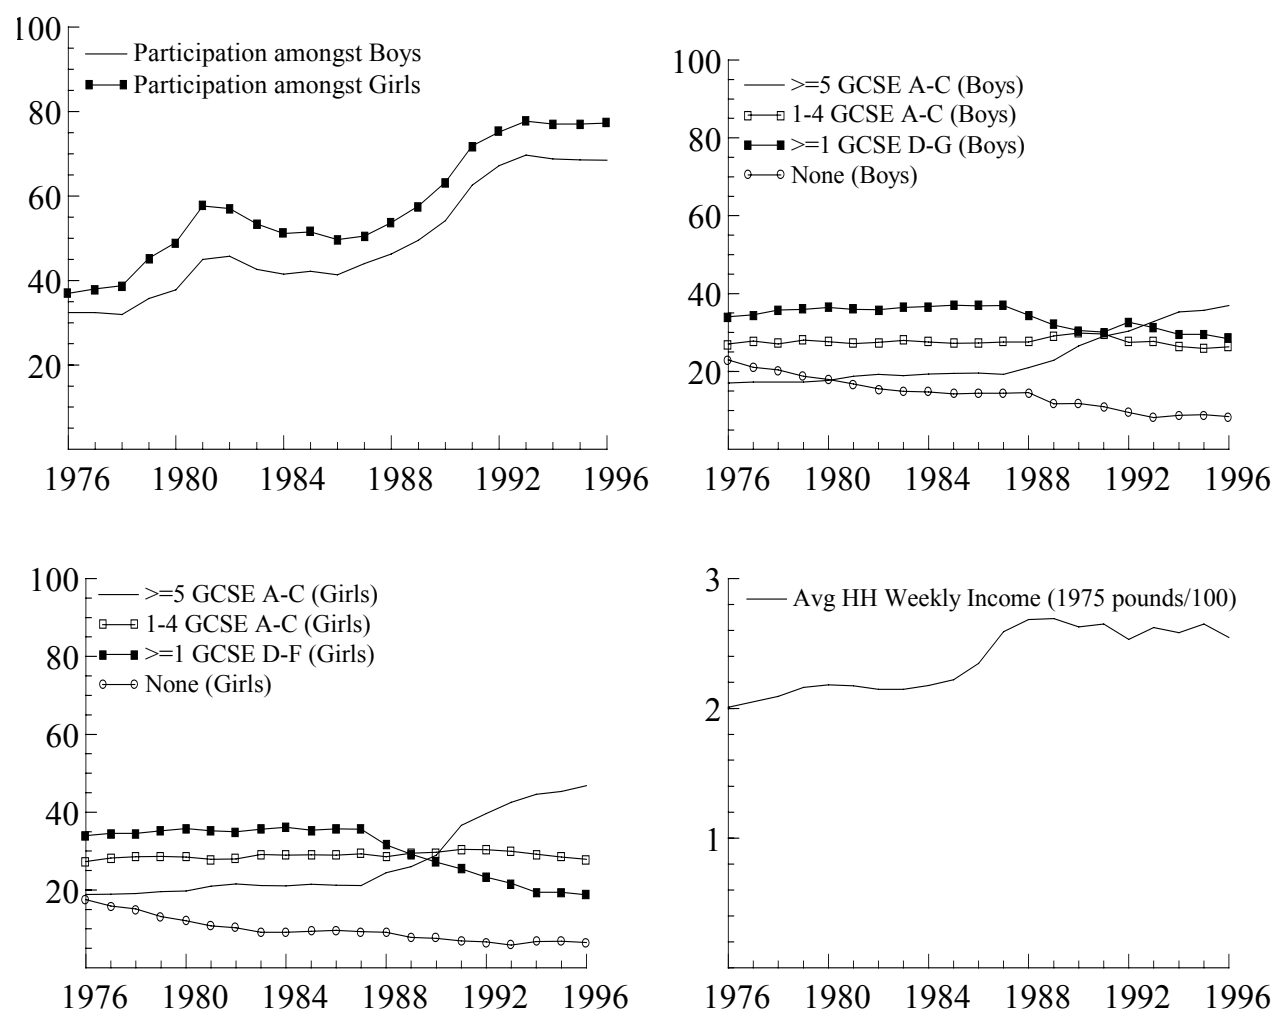 100
Participation amongst Boys
Participation amongst Girls
80
60
40
20
1976 1980 1984 1988 1992 1996
100
>=5 GCSE A-C (Boys)
1-4 GCSE A-C (Boys)
>=1 GCSE D-G (Boys)
None (Boys)
80
60
40
20
1976 1980 1984 1988 1992 1996
100
>=5 GCSE A-C (Girls)
1-4 GCSE A-C (Girls)
>=1 GCSE D-F (Girls)
None (Girls)
80
60
40
20
1976 1980 1984 1988 1992 1996
3
Avg HH Weekly Income (1975 pounds/100)
2
1
1976 1980 1984 1988 1992 1996